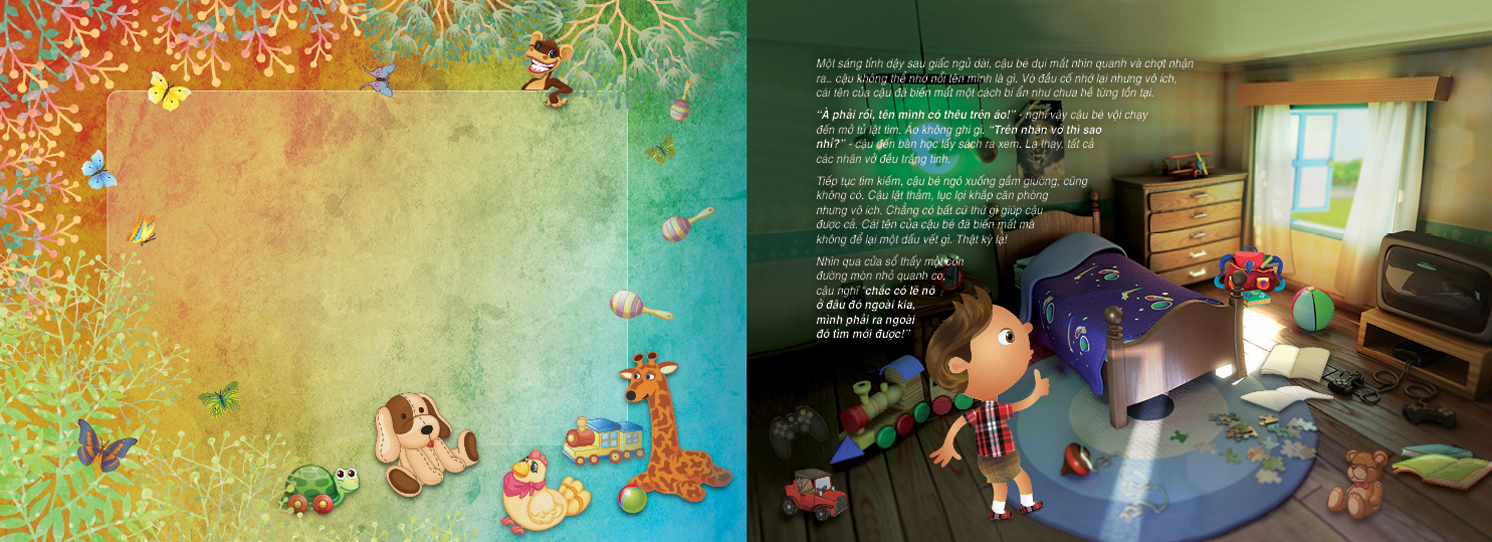 Một sáng tỉnh dậy sau giấc ngủ dài, cậu bé dụi mắt nhìn quanh và chợt nhận
ra.. cậu không thể nhớ nổi tên mình là gì. Vò đầu cố nhớ lại nhưng vô ích,
cái tên của cậu đã biến mất một cách bí ẩn như chưa hề từng tồn tại.
“À phải rồi, tên mình có thêu trên áo!” - nghĩ vậy cậu bé vội chạy
đến mở tủ lật tìm. Áo không ghi gì. “Trên nhãn vở thì sao
nhỉ?” - cậu đến bàn học lấy sách ra xem. Lạ thay, tất cả
các nhãn vở đều trắng tinh.
Tiếp tục tìm kiếm, cậu bé ngó xuống gầm giường, cũng
không có. Cậu lật thảm, lục lọi khắp căn phòng
nhưng vô ích. Chẳng có bất cứ thứ gì giúp cậu
được cả. Cái tên của cậu bé đã biến mất mà
không để lại một dấu vết gì. Thật kỳ lạ!
Nhìn qua cửa sổ thấy một con
đường mòn nhỏ quanh co,
cậu nghĩ “chắc có lẽ nó
ở đâu đó ngoài kia,
mình phải ra ngoài
đó tìm mới được!”